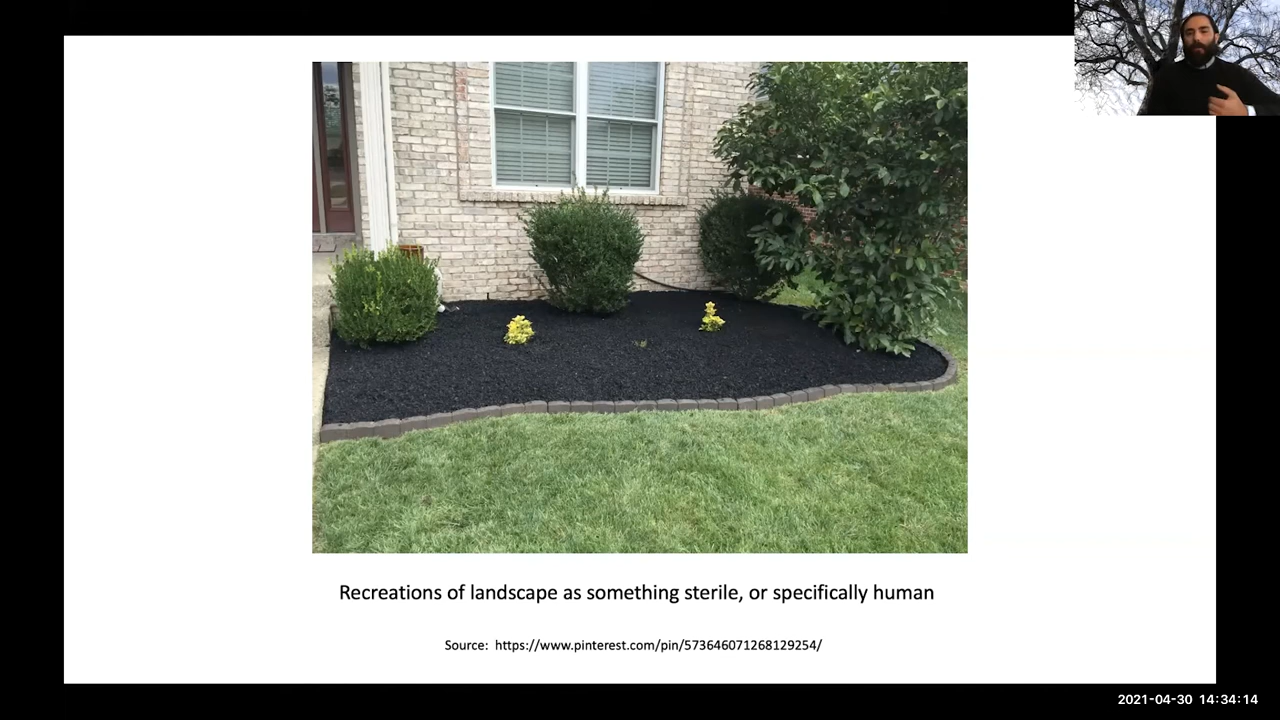 Recreations of landscape as something sterile, or specifically human
Source: https://www.pinterest.com/pin/573646071268129254/
2021-04-30 14:34:14